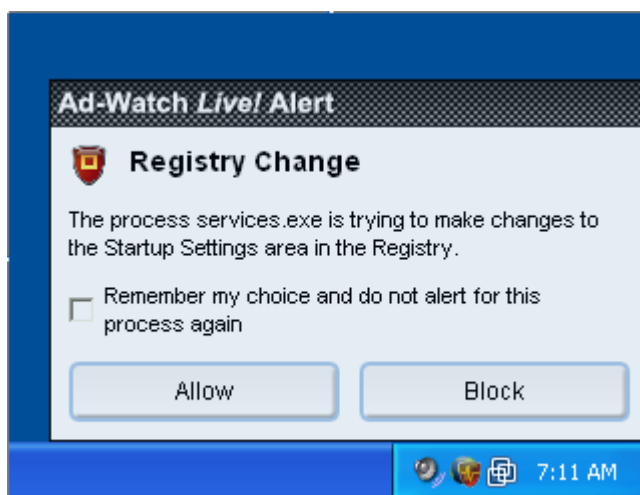 Ad-Watch Live! Alert
Registry Change
The process services.exe is trying to make changes to
the Startup Settings area in the Registry.
Remember my choice and do not alert for this
process again
Allow
Block
7:11 AM